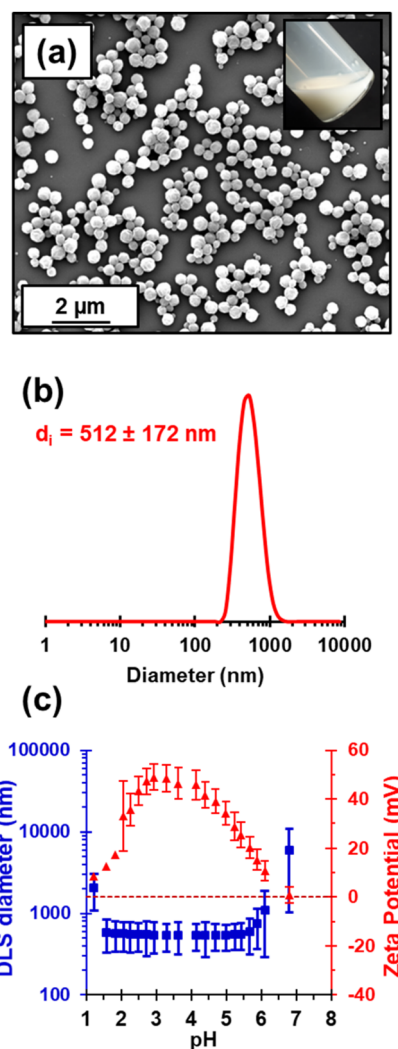 (a)
2 μm
(b)
dᵢ = 512 ± 172 nm
1 10 100 1000 10000
Diameter (nm)
(c)
DLS diameter (nm)
100000
10000
1000
100
60
40
20
0
-20
-40
Zeta Potential (mV)
1 2 3 4 5 6 7 8
pH